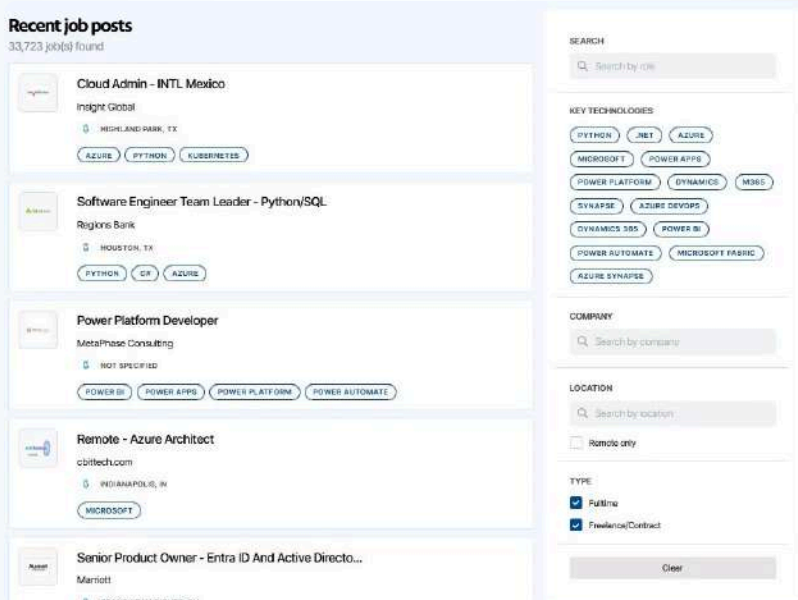 Recent job posts
33,723 job(s) found
Cloud Admin - INTL Mexico
Insight Global
HIGHLAND PARK, TX
AZURE PYTHON KUBERNETES
Software Engineer Team Leader - Python/SQL
Regions Bank
HOUSTON, TX
PYTHON C# AZURE
Power Platform Developer
MetaPhase Consulting
NOT SPECIFIED
POWER BI POWER APPS POWER PLATFORM POWER AUTOMATE
Remote - Azure Architect
cbittech.com
INDIANAPOLIS, IN
MICROSOFT
Senior Product Owner - Entra ID And Active Directo...
Marriott
SEARCH
Search by role
KEY TECHNOLOGIES
PYTHON .NET AZURE
MICROSOFT POWER APPS
POWER PLATFORM DYNAMICS M365
SYNAPSE AZURE DEVOPS
DYNAMICS 365 POWER BI
POWER AUTOMATE MICROSOFT FABRIC
AZURE SYNAPSE
COMPANY
Search by company
LOCATION
Search by location
Remote only
TYPE
Fulltime
Freelance/Contract
Clear